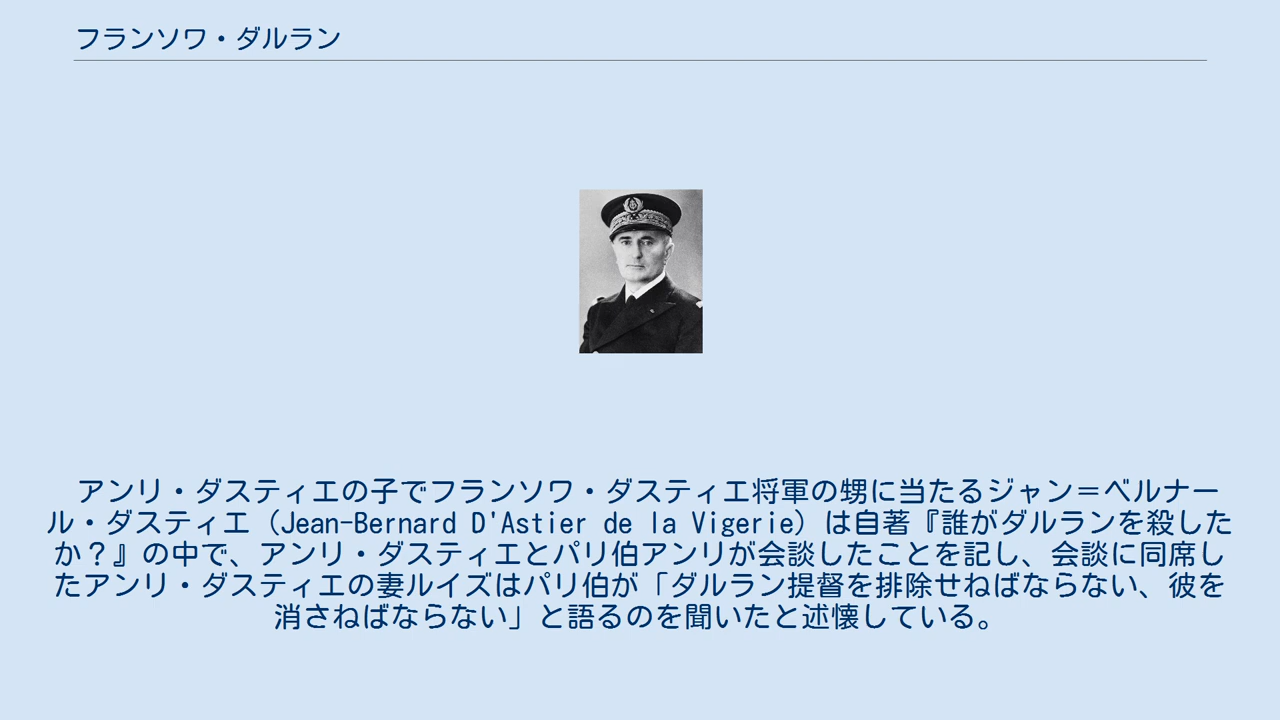 フランソワ・ダルラン
アンリ・ダスティエの子でフランソワ・ダスティエ将軍の甥に当たるジャン＝ベルナー
ル・ダスティエ（Jean-Bernard D'Astier de la Vigerie）は自著『誰がダルランを殺した
か？』の中で、アンリ・ダスティエとパリ伯アンリが会談したことを記し、会談に同席し
たアンリ・ダスティエの妻ルイズはパリ伯が「ダルラン提督を排除せねばならない、彼を
消さねばならない」と語るのを聞いたと述懐している。